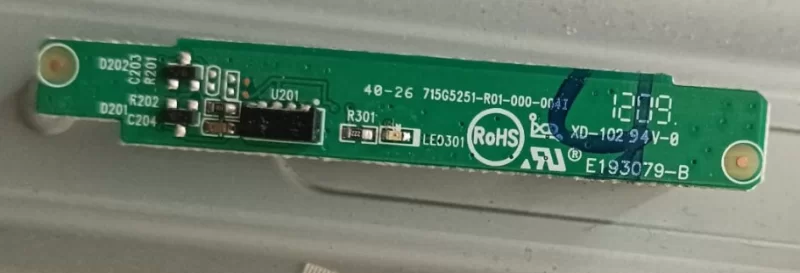 D202
C203
R201
D201
R202
C204
U201
40-26 715G5251-R01-000-004I
R301
LED301
RoHS
1209.
XD-102 94V-0
®
E193079-B